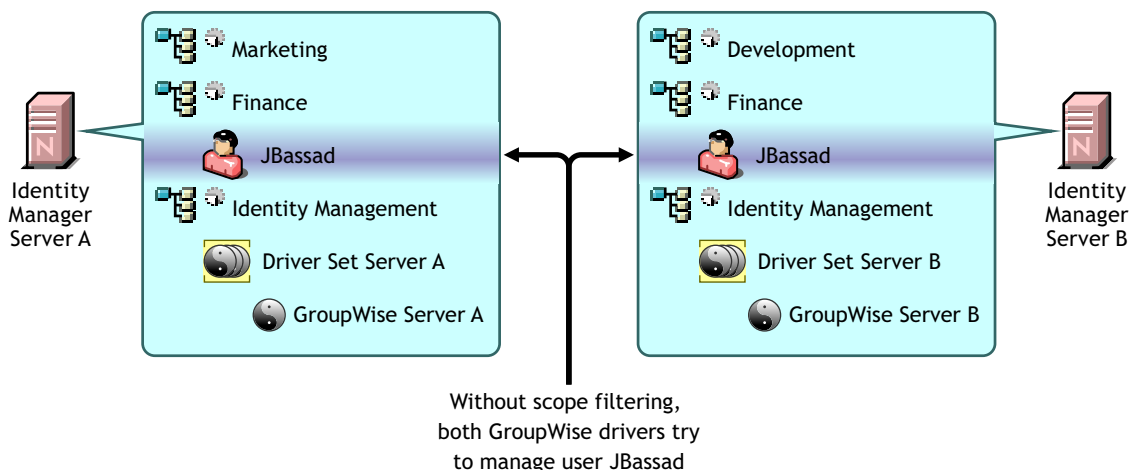 Marketing
Finance
JBassad
Identity Management
Driver Set Server A
GroupWise Server A
N
Identity
Manager
Server A
Development
Finance
JBassad
Identity Management
Driver Set Server B
GroupWise Server B
N
Identity
Manager
Server B
Without scope filtering,
both GroupWise drivers try
to manage user JBassad